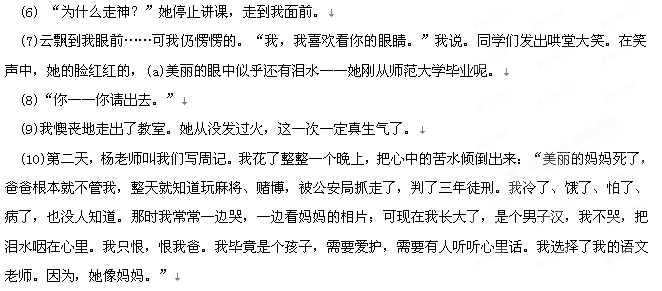 (6) “为什么走神？”她停止讲课，走到我面前。↓
(7)云飘到我眼前……可我仍愣愣的。“我，我喜欢看你的眼睛。”我说。同学们发出哄堂大笑。在笑
声中，她的脸红红的，(a)美丽的眼中似乎还有泪水——她刚从师范大学毕业呢。↓
(8)“你——你请出去。”↓
(9)我懊丧地走出了教室。她从没发过火，这一次一定真生气了。↓
(10)第二天，杨老师叫我们写周记。我花了整整一个晚上，把心中的苦水倾倒出来：“美丽的妈妈死了，
爸爸根本就不管我，整天就知道玩麻将、赌博，被公安局抓走了，判了三年徒刑。我冷了、饿了、怕了、
病了，也没人知道。那时我常常一边哭，一边看妈妈的相片；可现在我长大了，是个男子汉，我不哭，把
泪水咽在心里。我只恨，恨我爸。我毕竟是个孩子，需要爱护，需要有人听听心里话。我选择了我的语文
老师。因为，她像妈妈。”↓